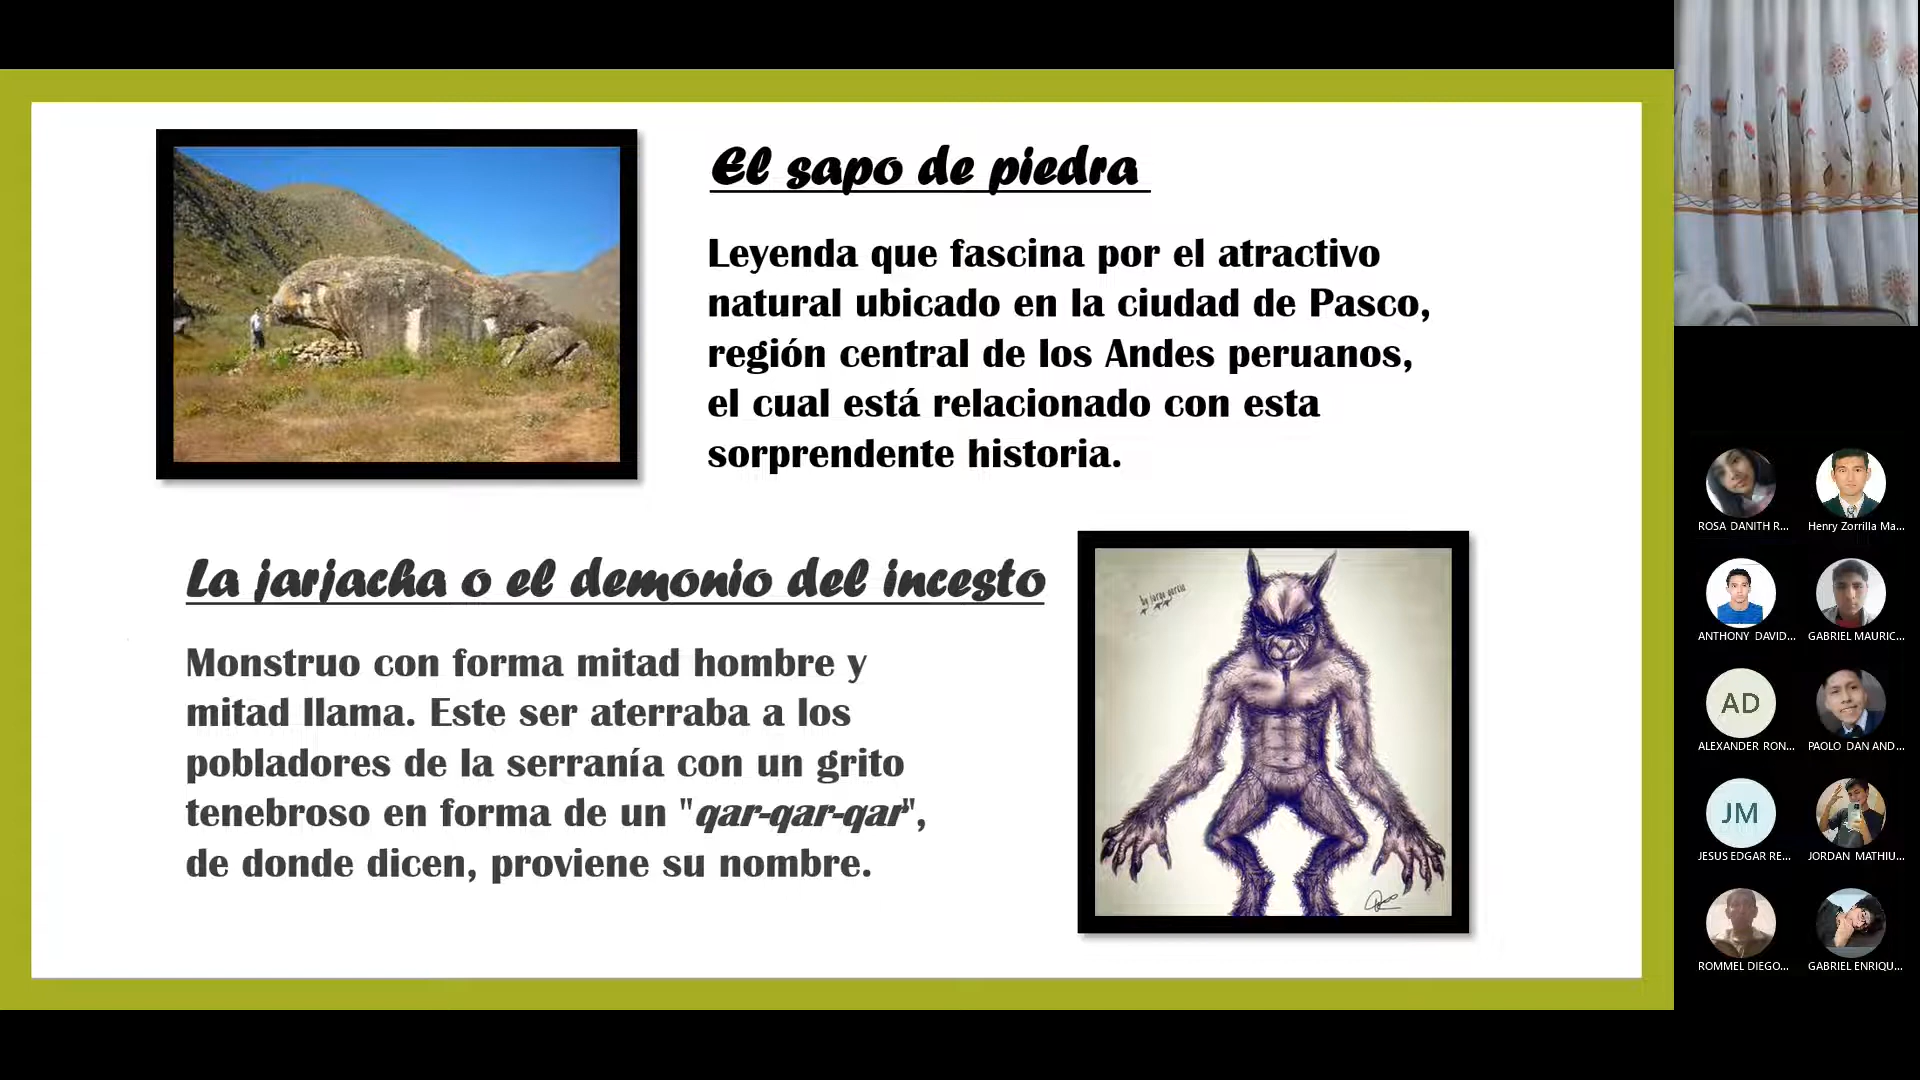 El sapo de piedra
Leyenda que fascina por el atractivo
natural ubicado en la ciudad de Pasco,
región central de los Andes peruanos,
el cual está relacionado con esta
sorprendente historia.
La jarjacha o el demonio del incesto
Monstruo con forma mitad hombre y
mitad llama. Este ser aterraba a los
pobladores de la serranía con un grito
tenebroso en forma de un "qar-qar-qar",
de donde dicen, proviene su nombre.
by jorge garcia
ROSA DANITH R...
Henry Zorrilla Ma...
ANTHONY DAVID...
GABRIEL MAURIC...
AD
ALEXANDER RON...
PAOLO DAN AND...
JM
JESUS EDGAR RE...
JORDAN MATHIU...
ROMMEL DIEGO...
GABRIEL ENRIQU...